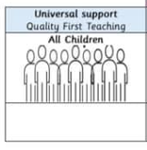 Universal support
Quality First Teaching
All Children